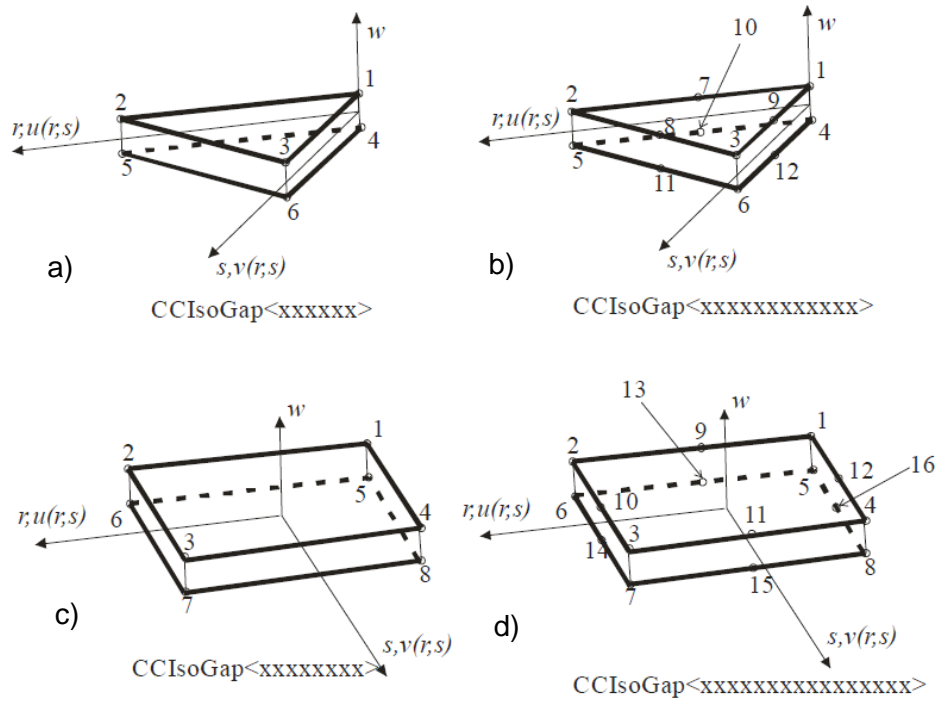 w
1
2
r,u(r,s)
3
4
5
6
s,v(r,s)
a)
CCIsoGap<xxxxxx>
w
10
1
7
2
9
r,u(r,s)
8
3
4
5
11
12
6
s,v(r,s)
b)
CCIsoGap<xxxxxxxxxxxx>
w
1
2
5
6
r,u(r,s)
4
3
8
7
c)
s,v(r,s)
CCIsoGap<xxxxxxxx>
13
w
9
1
2
12
16
5
6
10
4
r,u(r,s)
11
3
14
8
15
7
d)
s,v(r,s)
CCIsoGap<xxxxxxxxxxxxxxxx>